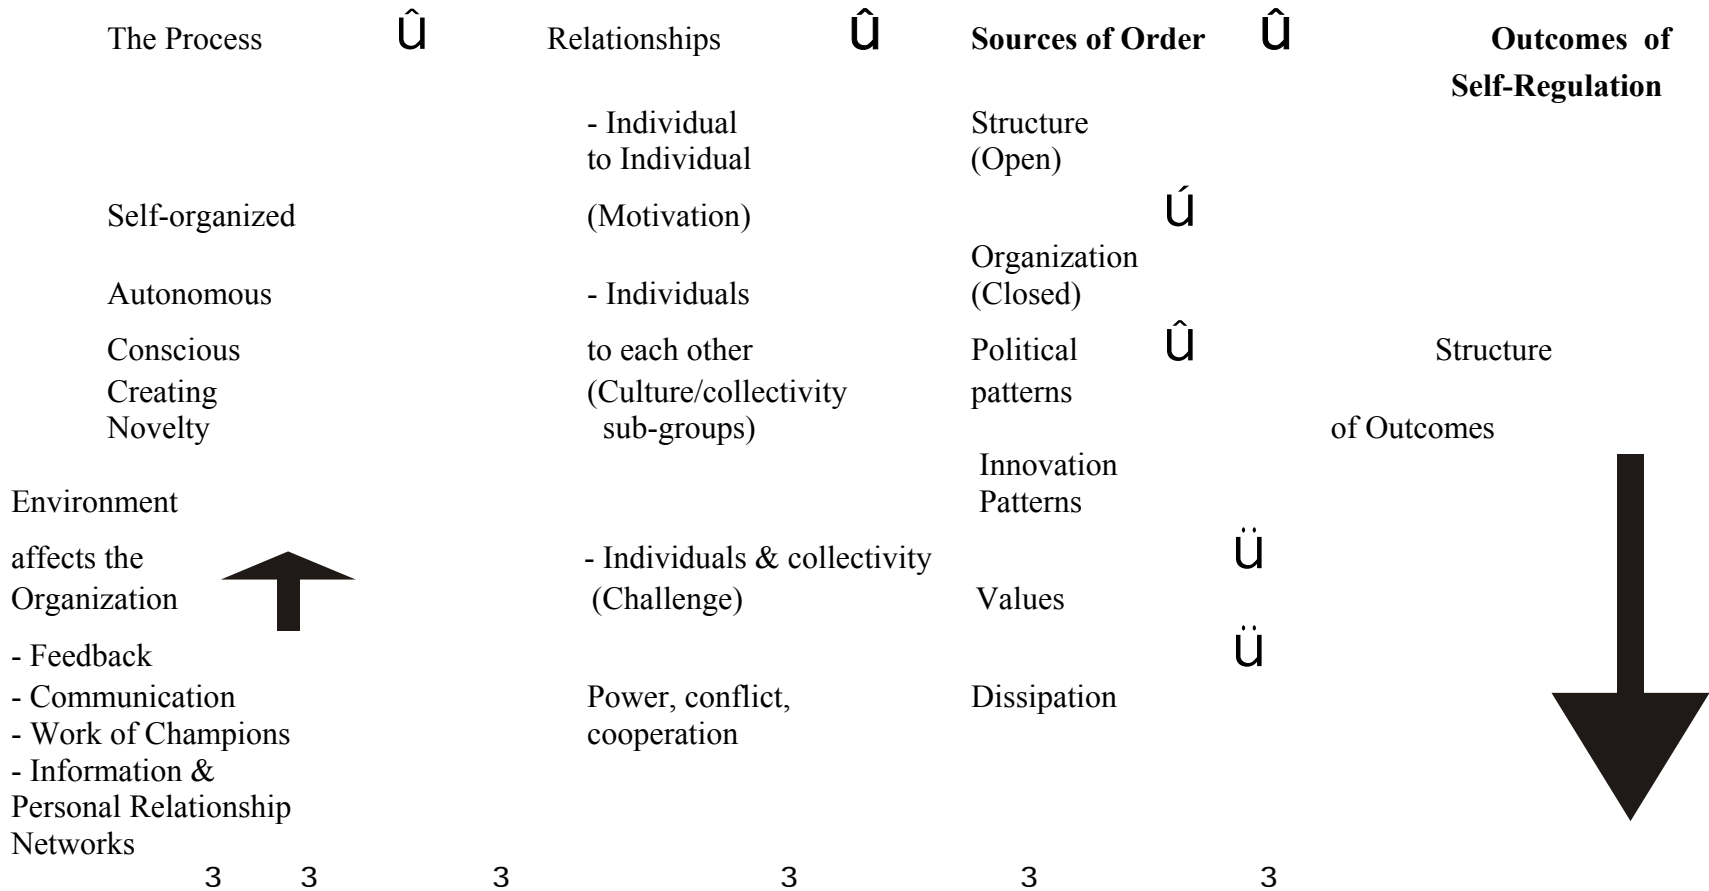 The Process û Relationships û Sources of Order û Outcomes of
Self-Regulation
- Individual Structure
to Individual (Open)
Self-organized (Motivation) ú
Organization
Autonomous - Individuals (Closed)
Conscious to each other Political û Structure
Creating (Culture/collectivity patterns
Novelty sub-groups) of Outcomes
Innovation
Environment Patterns
affects the - Individuals & collectivity ü
Organization (Challenge) Values
- Feedback ü
- Communication Power, conflict, Dissipation
- Work of Champions cooperation
- Information &
Personal Relationship
Networks
3 3 3 3 3 3